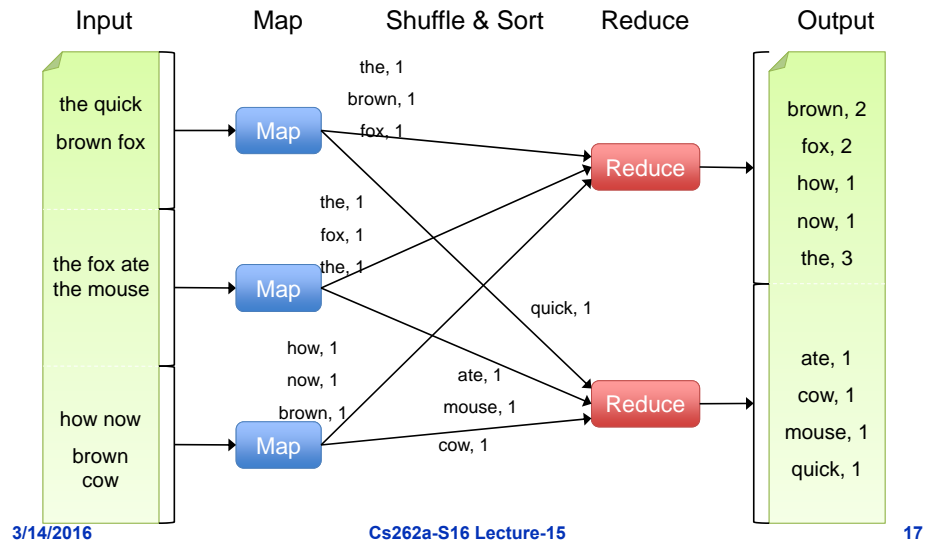 Input
Map
Shuffle & Sort
Reduce
Output
the quick
brown fox
the fox ate
the mouse
how now
brown
cow
Map
Map
Map
the, 1
brown, 1
fox, 1
the, 1
fox, 1
the, 1
how, 1
now, 1
brown, 1
quick, 1
ate, 1
mouse, 1
cow, 1
Reduce
Reduce
brown, 2
fox, 2
how, 1
now, 1
the, 3
ate, 1
cow, 1
mouse, 1
quick, 1
3/14/2016
Cs262a-S16 Lecture-15
17